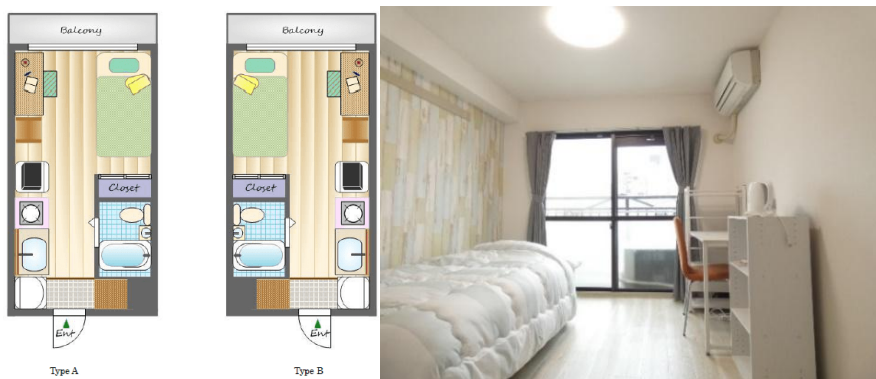 Balcony
Balcony
Closet
Closet
Ent
Ent
Type A
Type B